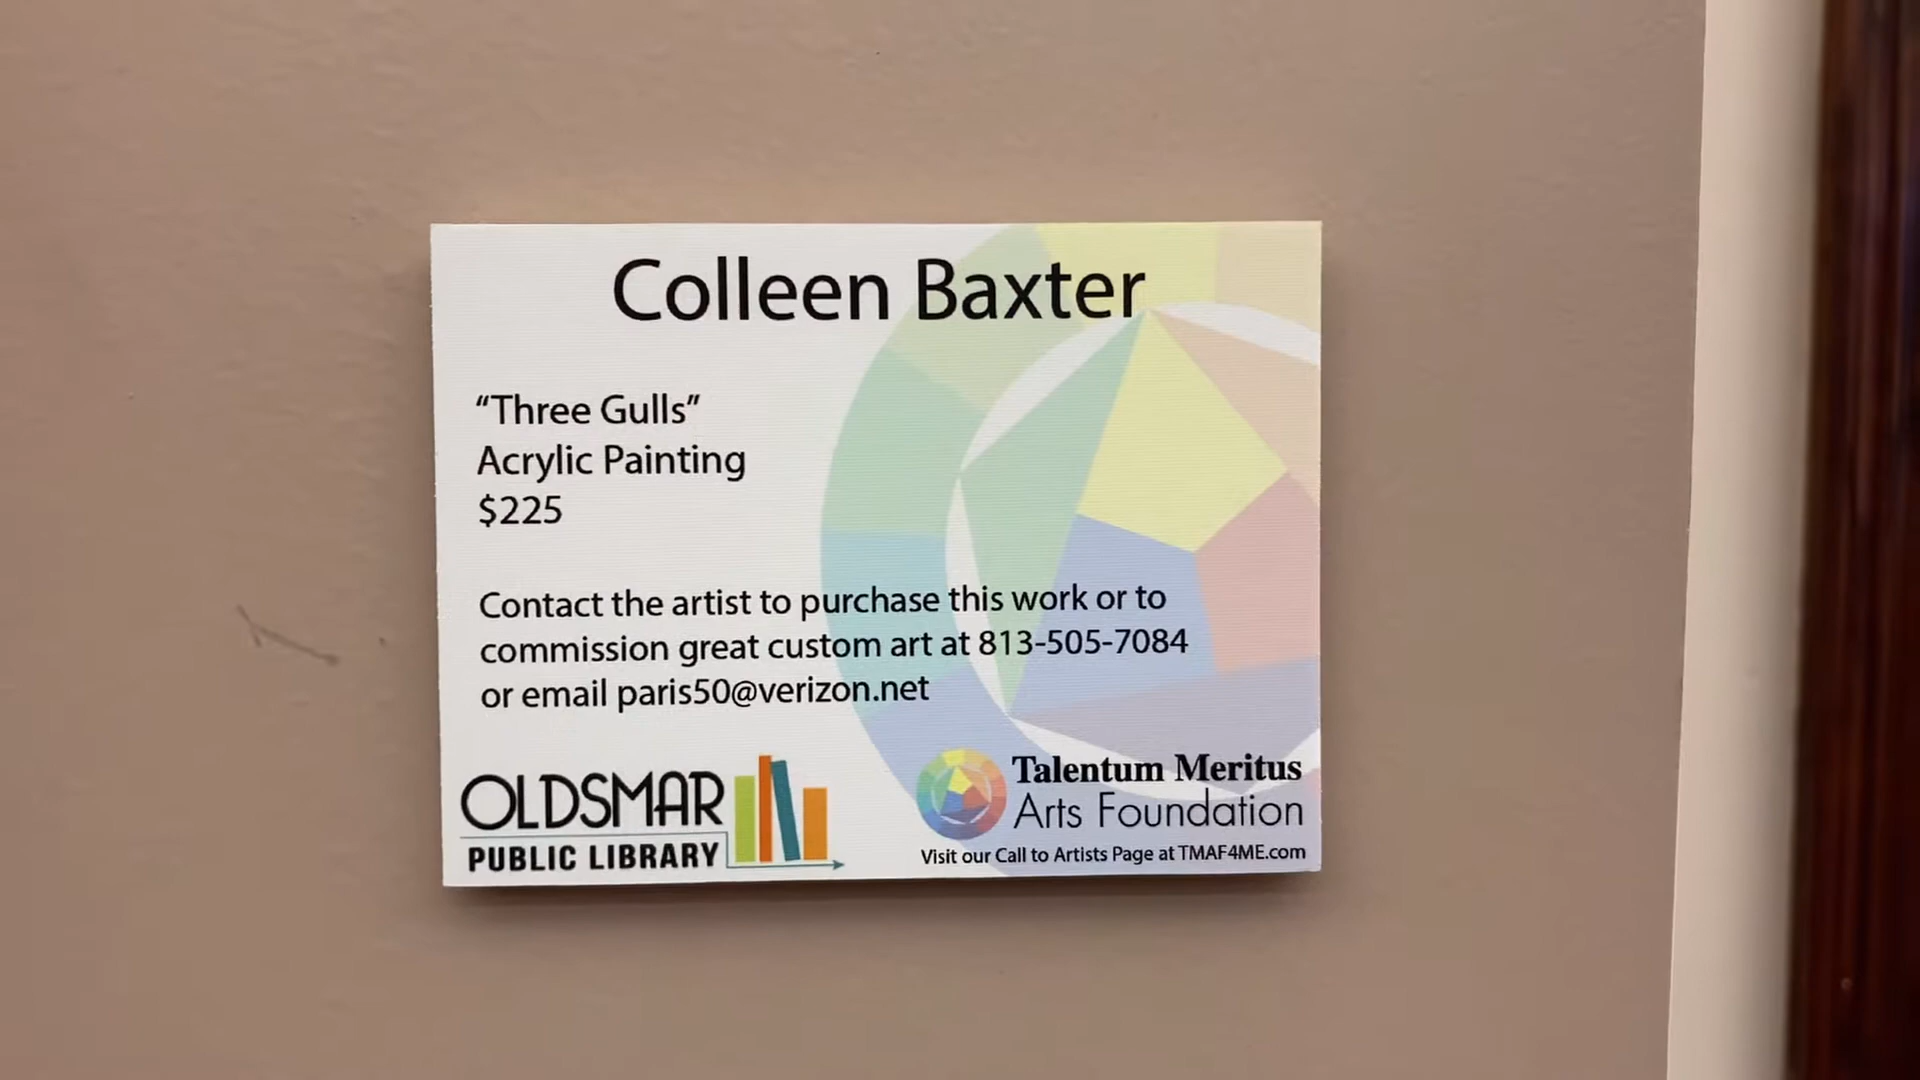 Colleen Baxter
“Three Gulls”
Acrylic Painting
$225
Contact the artist to purchase this work or to
commission great custom art at 813-505-7084
or email paris50@verizon.net
OLDSMAR
PUBLIC LIBRARY
Talentum Meritus
Arts Foundation
Visit our Call to Artists Page at TMAF4ME.com